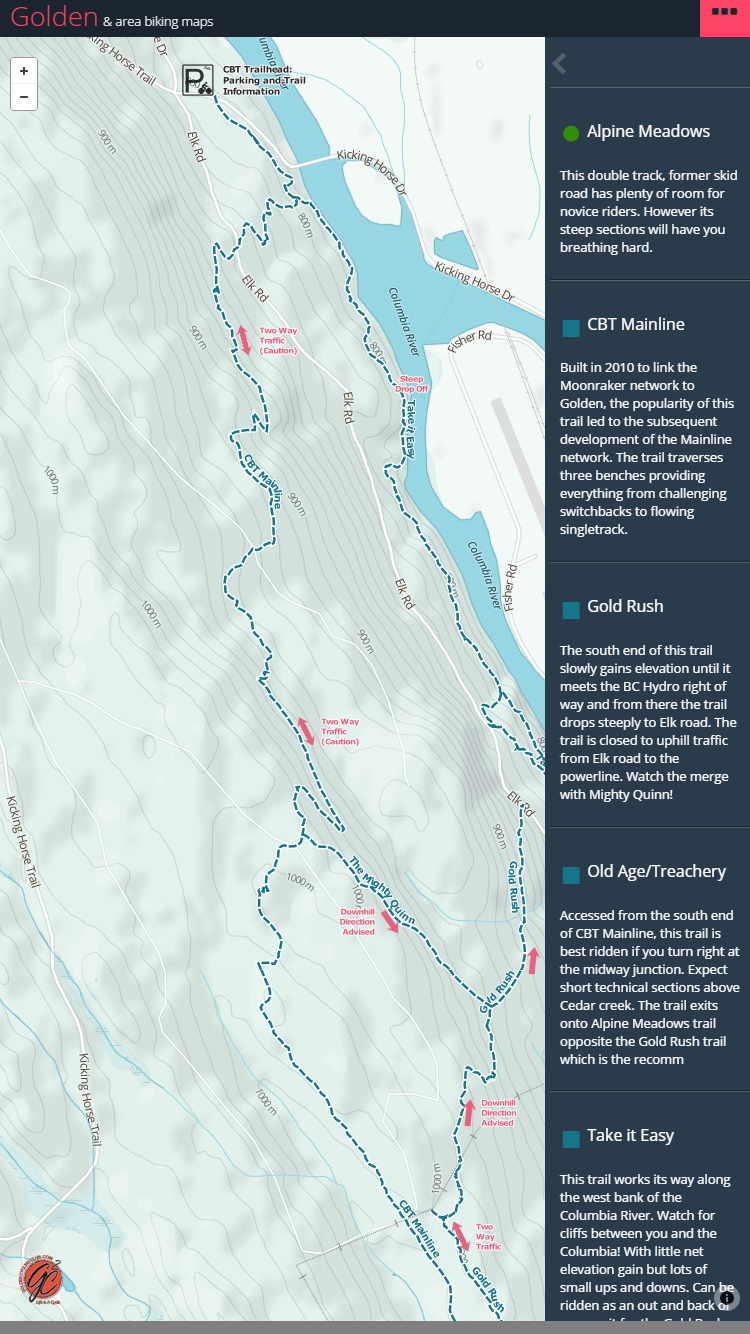 Golden & area biking maps
+
−
CBT Trailhead:
Parking and Trail
Information
P
Kicking Horse Trail
Elk Rd
900 m
Kicking Horse Dr
800 m
Columbia River
Kicking Horse Dr
Elk Rd
Fisher Rd
Two Way
Traffic
(Caution)
900 m
800 m
Steep
Drop Off
Take it Easy
Elk Rd
CBT Mainline
900 m
1000 m
Columbia River
Fisher Rd
Elk Rd
1000 m
900 m
Two Way
Traffic
(Caution)
Elk Rd
Kicking Horse Trail
900 m
1000 m
The Mighty Quinn
Gold Rush
Downhill
Direction
Advised
Gold Rush
Kicking Horse Trail
1000 m
Downhill
Direction
Advised
1000 m
CBT Mainline
Two
Way
Traffic
Gold Rush
Alpine Meadows
This double track, former skid
road has plenty of room for
novice riders. However its
steep sections will have you
breathing hard.
CBT Mainline
Built in 2010 to link the
Moonraker network to
Golden, the popularity of this
trail led to the subsequent
development of the Mainline
network. The trail traverses
three benches providing
everything from challenging
switchbacks to flowing
singletrack.
Gold Rush
The south end of this trail
slowly gains elevation until it
meets the BC Hydro right of
way and from there the trail
drops steeply to Elk road. The
trail is closed to uphill traffic
from Elk road to the
powerline. Watch the merge
with Mighty Quinn!
Old Age/Treachery
Accessed from the south end
of CBT Mainline, this trail is
best ridden if you turn right at
the midway junction. Expect
short technical sections above
Cedar creek. The trail exits
onto Alpine Meadows trail
opposite the Gold Rush trail
which is the recomm
Take it Easy
This trail works its way along
the west bank of the
Columbia River. Watch for
cliffs between you and the
Columbia! With little net
elevation gain but lots of
small ups and downs. Can be
ridden as an out and back or